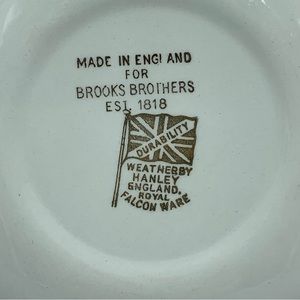 MADE IN ENGLAND
FOR
BROOKS BROTHERS
EST. 1818
DURABILITY
WEATHERBY
HANLEY
ENGLAND.
ROYAL
FALCON WARE